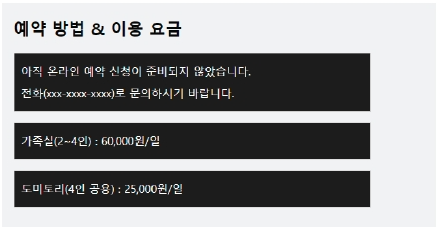 예약 방법 & 이용 요금
아직 온라인 예약 신청이 준비되지 않았습니다.
전화(xxx-xxxx-xxxx)로 문의하시기 바랍니다.
가족실(2~4인) : 60,000원/일
도미토리(4인 공용) : 25,000원/일